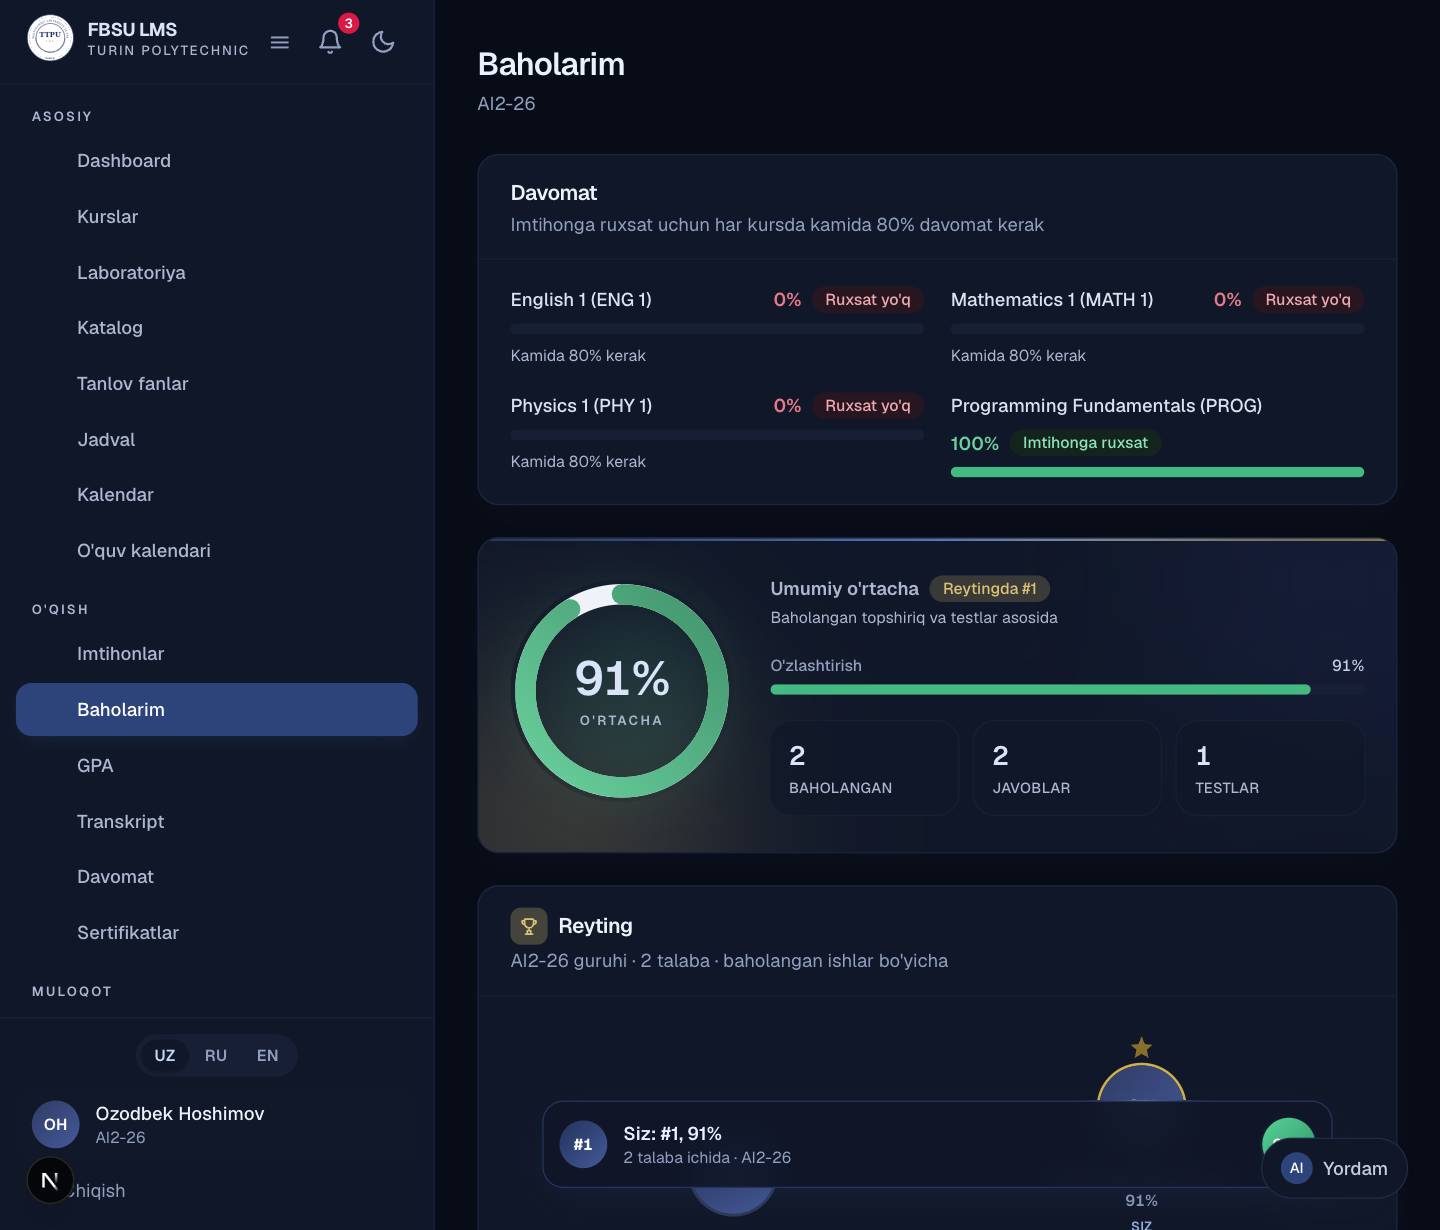 TTPU
FBSU LMS
TURIN POLYTECHNIC
3
ASOSIY
Dashboard
Kurslar
Laboratoriya
Katalog
Tanlov fanlar
Jadval
Kalendar
O'quv kalendari
O'QISH
Imtihonlar
Baholarim
GPA
Transkript
Davomat
Sertifikatlar
MULOQOT
UZ RU EN
OH
Ozodbek Hoshimov
AI2-26
N
hiqish
Baholarim
AI2-26
Davomat
Imtihonga ruxsat uchun har kursda kamida 80% davomat kerak
English 1 (ENG 1) 0% Ruxsat yo'q
Kamida 80% kerak
Mathematics 1 (MATH 1) 0% Ruxsat yo'q
Kamida 80% kerak
Physics 1 (PHY 1) 0% Ruxsat yo'q
Kamida 80% kerak
Programming Fundamentals (PROG)
100% Imtihonga ruxsat
91%
O'RTACHA
Umumiy o'rtacha Reytingda #1
Baholangan topshiriq va testlar asosida
O'zlashtirish 91%
2
BAHOLANGAN
2
JAVOBLAR
1
TESTLAR
Reyting
AI2-26 guruhi · 2 talaba · baholangan ishlar bo'yicha
#1
Siz: #1, 91%
2 talaba ichida · AI2-26
AI Yordam
91%
SIZ